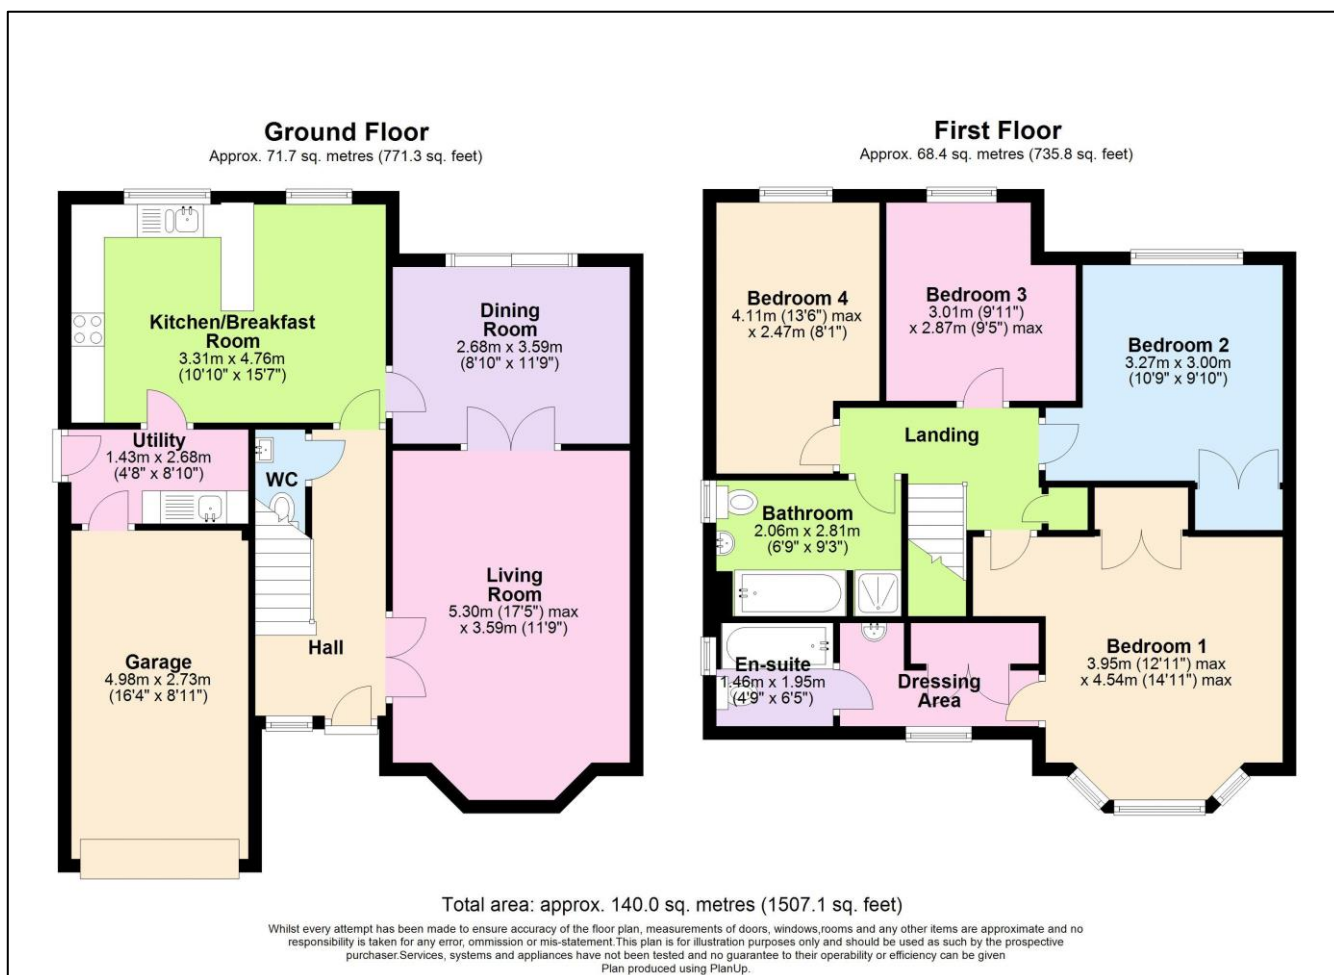 Ground Floor
Approx. 71.7 sq. metres (771.3 sq. feet)
Kitchen/Breakfast
Room
3.31m x 4.76m
(10'10" x 15'7")
Dining
Room
2.68m x 3.59m
(8'10" x 11'9")
Utility
1.43m x 2.68m
(4'8" x 8'10")
WC
Living
Room
5.30m (17'5") max
x 3.59m (11'9")
Hall
Garage
4.98m x 2.73m
(16'4" x 8'11")
First Floor
Approx. 68.4 sq. metres (735.8 sq. feet)
Bedroom 4
4.11m (13'6") max
x 2.47m (8'1")
Bedroom 3
3.01m (9'11")
x 2.87m (9'5") max
Bedroom 2
3.27m x 3.00m
(10'9" x 9'10")
Landing
Bathroom
2.06m x 2.81m
(6'9" x 9'3")
En-suite
1.46m x 1.95m
(4'9" x 6'5")
Dressing
Area
Bedroom 1
3.95m (12'11") max
x 4.54m (14'11") max
Total area: approx. 140.0 sq. metres (1507.1 sq. feet)
Whilst every attempt has been made to ensure accuracy of the floor plan, measurements of doors, windows,rooms and any other items are approximate and no
responsibility is taken for any error, ommission or mis-statement.This plan is for illustration purposes only and should be used as such by the prospective
purchaser.Services, systems and appliances have not been tested and no guarantee to their operability or efficiency can be given
Plan produced using PlanUp.